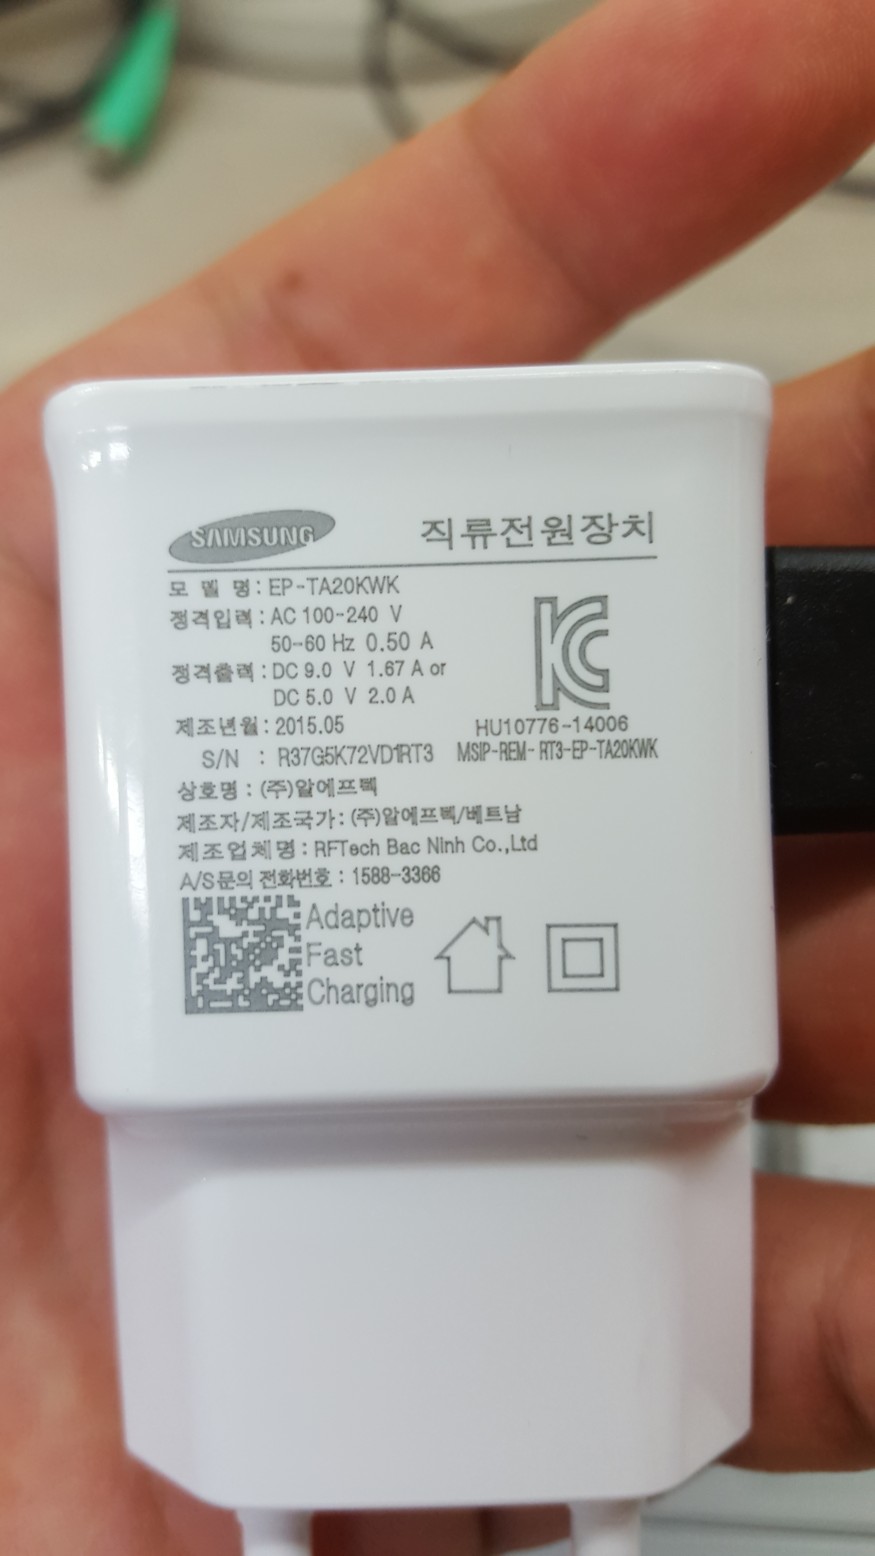 SAMSUNG 직류전원장치
모 델 명 : EP-TA20KWK
정격입력 : AC 100-240 V
50-60 Hz 0.50 A
정격출력 : DC 9.0 V 1.67 A or
DC 5.0 V 2.0 A
제조년월 : 2015.05
S/N : R37G5K72VD1RT3
KC
HU10776-14006
MSIP-REM-RT3-EP-TA20KWK
상호명 : (주)알에프텍
제조자/제조국가 : (주)알에프텍/베트남
제조업체명 : RFTech Bac Ninh Co.,Ltd
A/S문의 전화번호 : 1588-3366
Adaptive
Fast
Charging